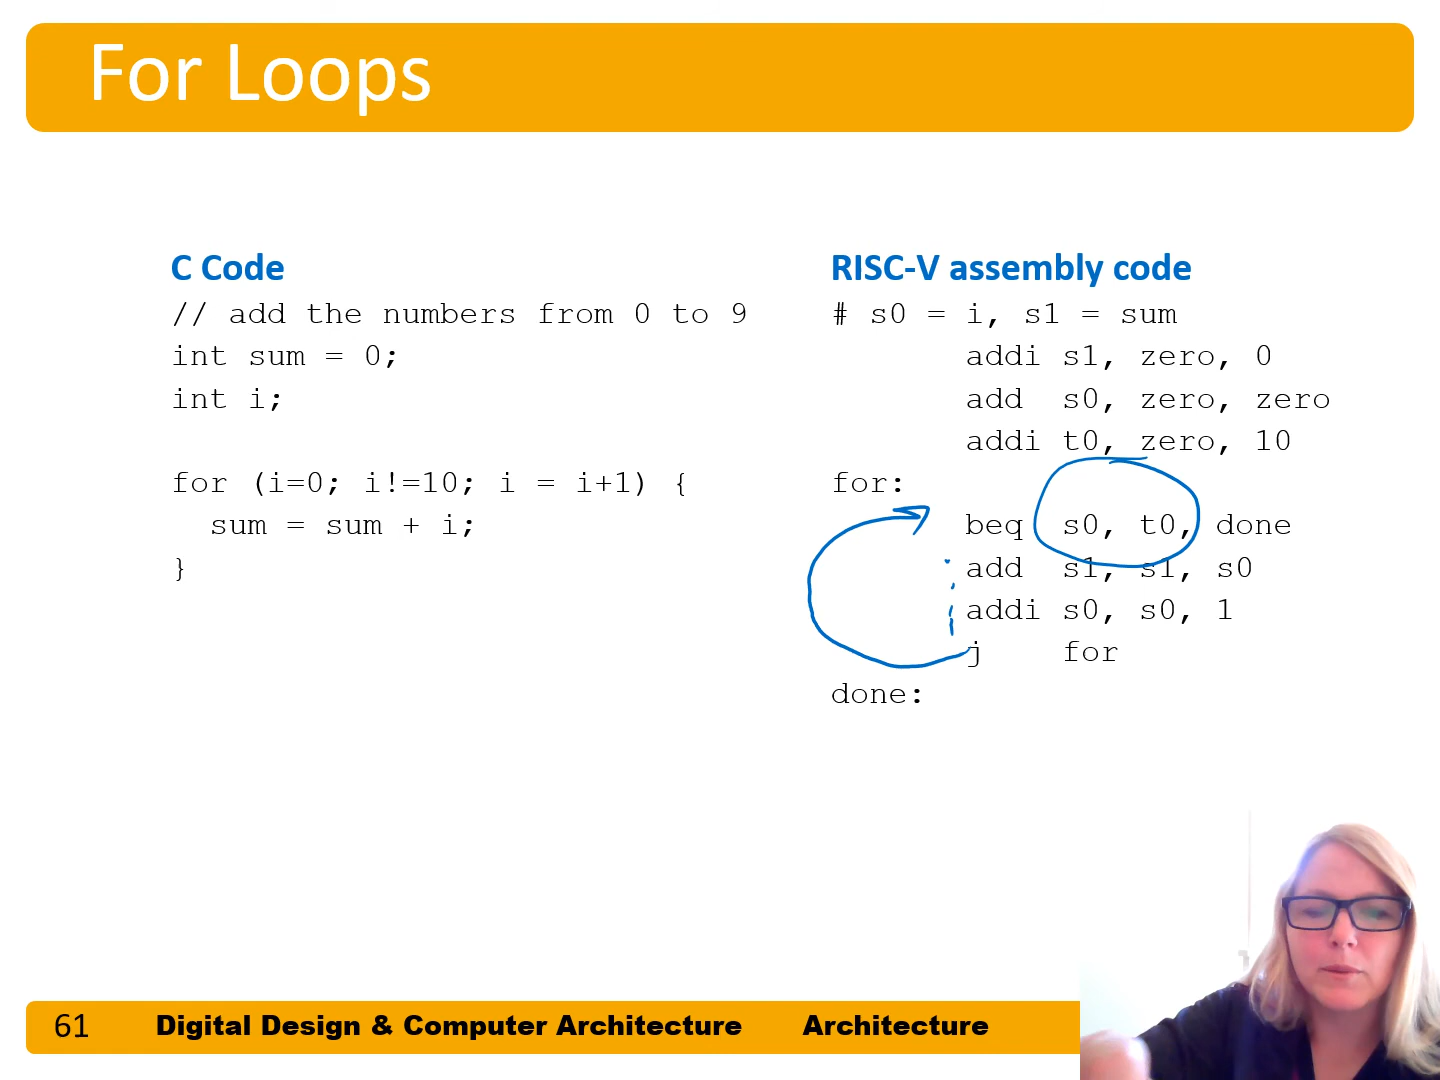 For Loops
C Code
// add the numbers from 0 to 9
int sum = 0;
int i;
for (i=0; i!=10; i = i+1) {
  sum = sum + i;
}
RISC-V assembly code
# s0 = i, s1 = sum
addi s1, zero, 0
add  s0, zero, zero
addi t0, zero, 10
for:
beq  s0, t0, done
add  s1, s1, s0
addi s0, s0, 1
j    for
done:
61 Digital Design & Computer Architecture Architecture